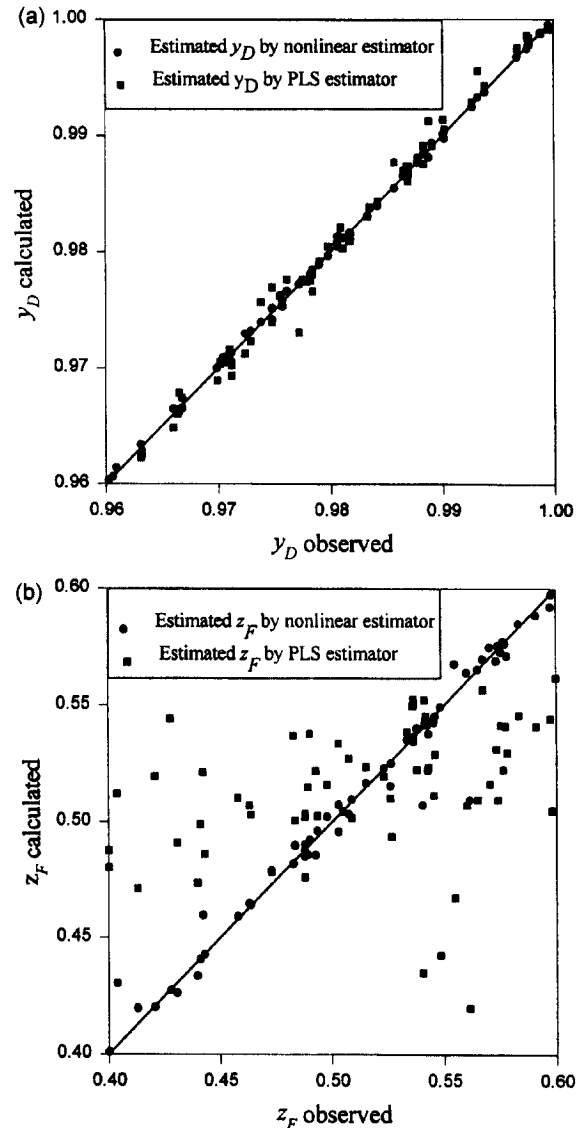 (a)
1.00
Estimated y_D by nonlinear estimator
Estimated y_D by PLS estimator
0.99
0.98
0.97
0.96
y_D calculated
0.96 0.97 0.98 0.99 1.00
y_D observed
(b)
0.60
Estimated z_F by nonlinear estimator
Estimated z_F by PLS estimator
0.55
0.50
0.45
0.40
z_F calculated
0.40 0.45 0.50 0.55 0.60
z_F observed